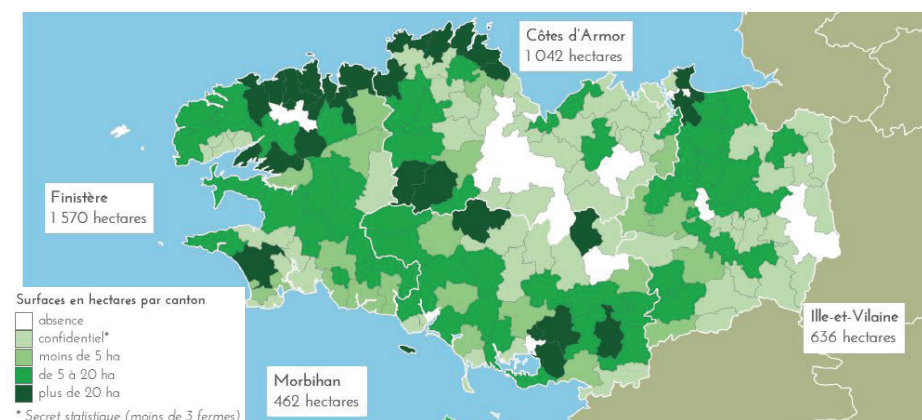 Côtes d'Armor
1 042 hectares
Finistère
1 570 hectares
Surfaces en hectares par canton
absence
confidentiel*
moins de 5 ha
de 5 à 20 ha
plus de 20 ha
* Secret statistique (moins de 3 fermes)
Morbihan
462 hectares
Ille-et-Vilaine
636 hectares